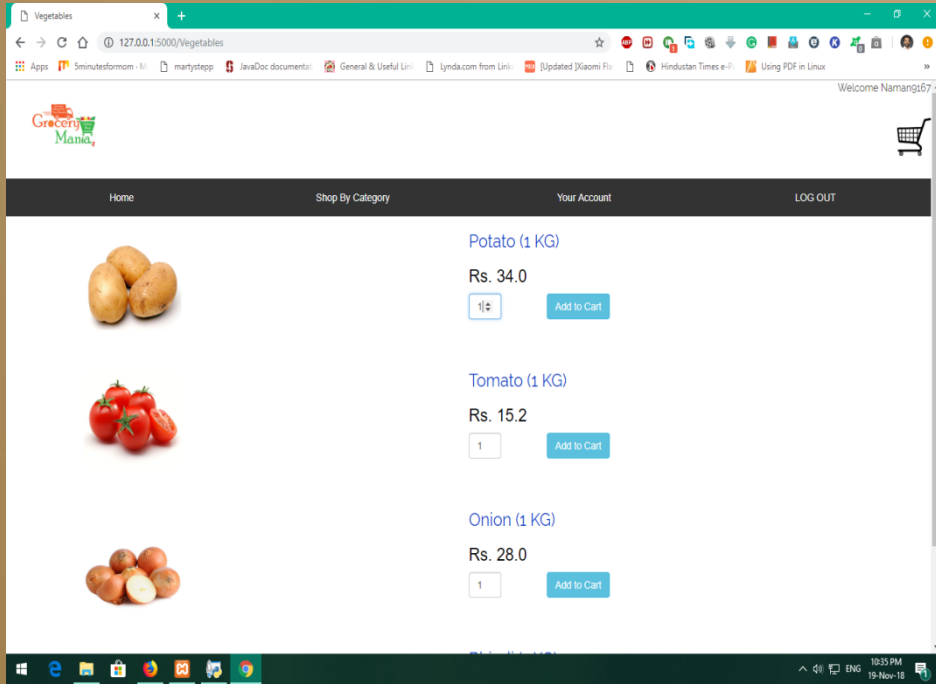 Vegetables
127.0.0.1:5000/Vegetables
Apps 5minutesformom - M martystepp JavaDoc documentati General & Useful Link Lynda.com from Link [Updated ]Xiaomi Fla Hindustan Times e-Pa Using PDF in Linux »
Welcome Naman9167
Grocery
Mania
Home Shop By Category Your Account LOG OUT
Potato (1 KG)
Rs. 34.0
1 Add to Cart
Tomato (1 KG)
Rs. 15.2
1 Add to Cart
Onion (1 KG)
Rs. 28.0
1 Add to Cart
ENG
10:35 PM
19-Nov-18